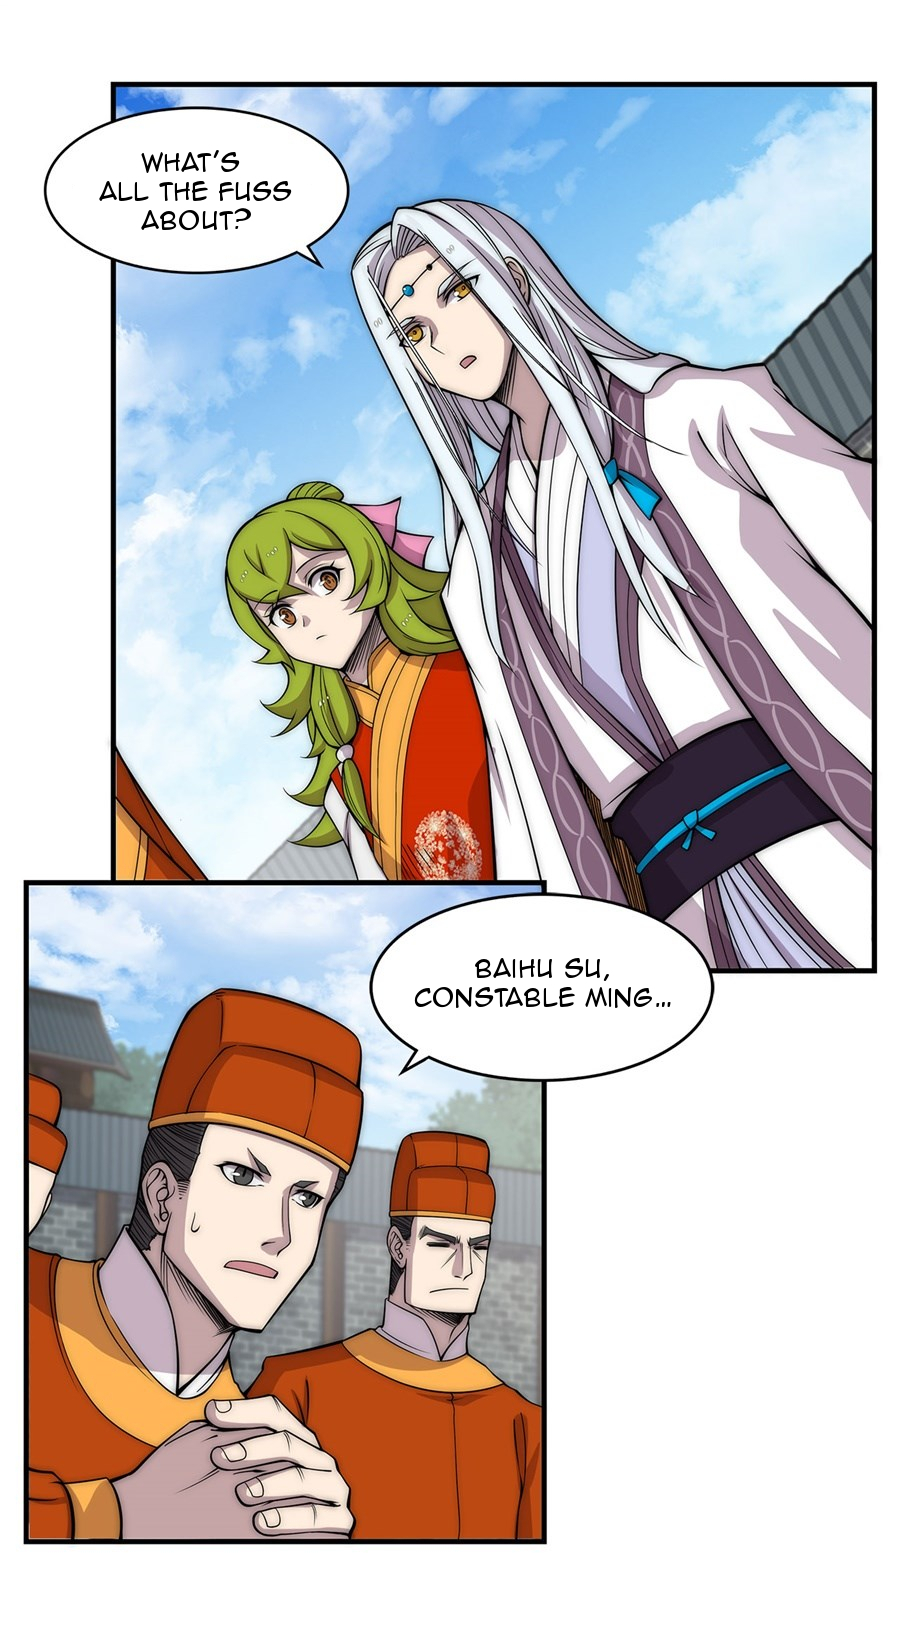 WHAT'S
ALL THE FUSS
ABOUT?
BAIHU SU,
CONSTABLE MING...